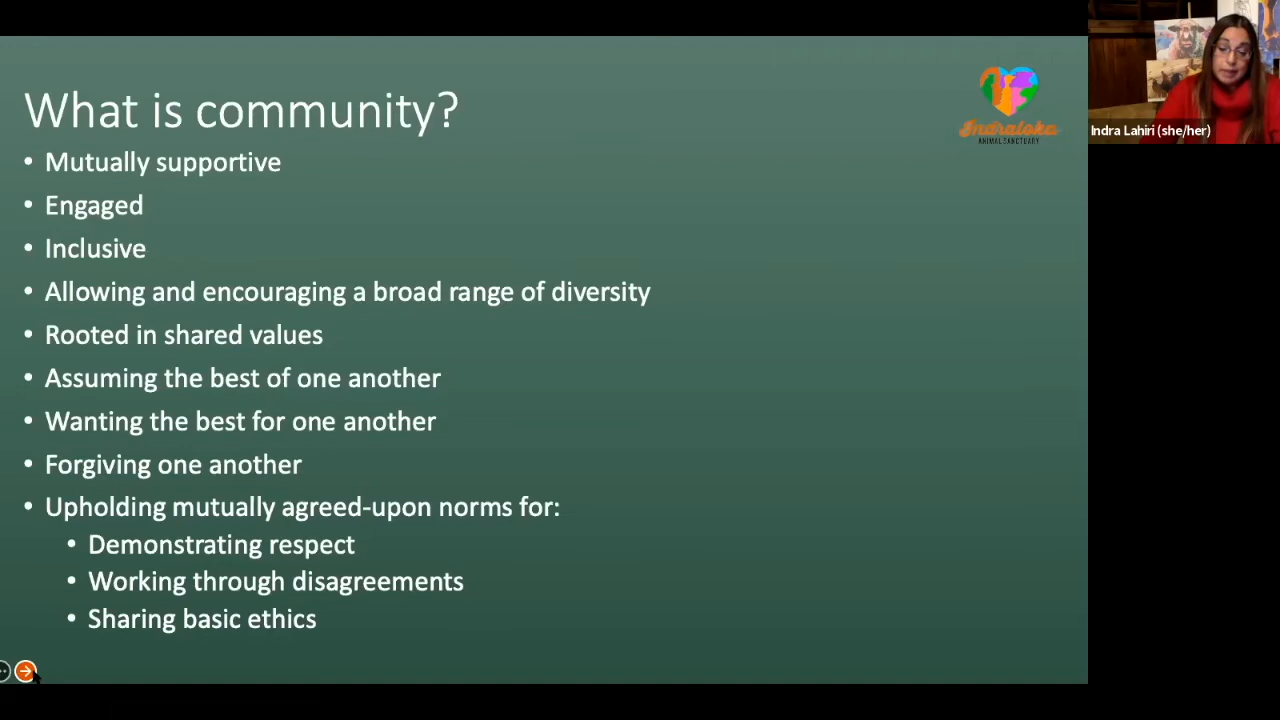 What is community?
• Mutually supportive
• Engaged
• Inclusive
• Allowing and encouraging a broad range of diversity
• Rooted in shared values
• Assuming the best of one another
• Wanting the best for one another
• Forgiving one another
• Upholding mutually agreed-upon norms for:
• Demonstrating respect
• Working through disagreements
• Sharing basic ethics
Indraloka
ANIMAL SANCTUARY
Indra Lahiri (she/her)